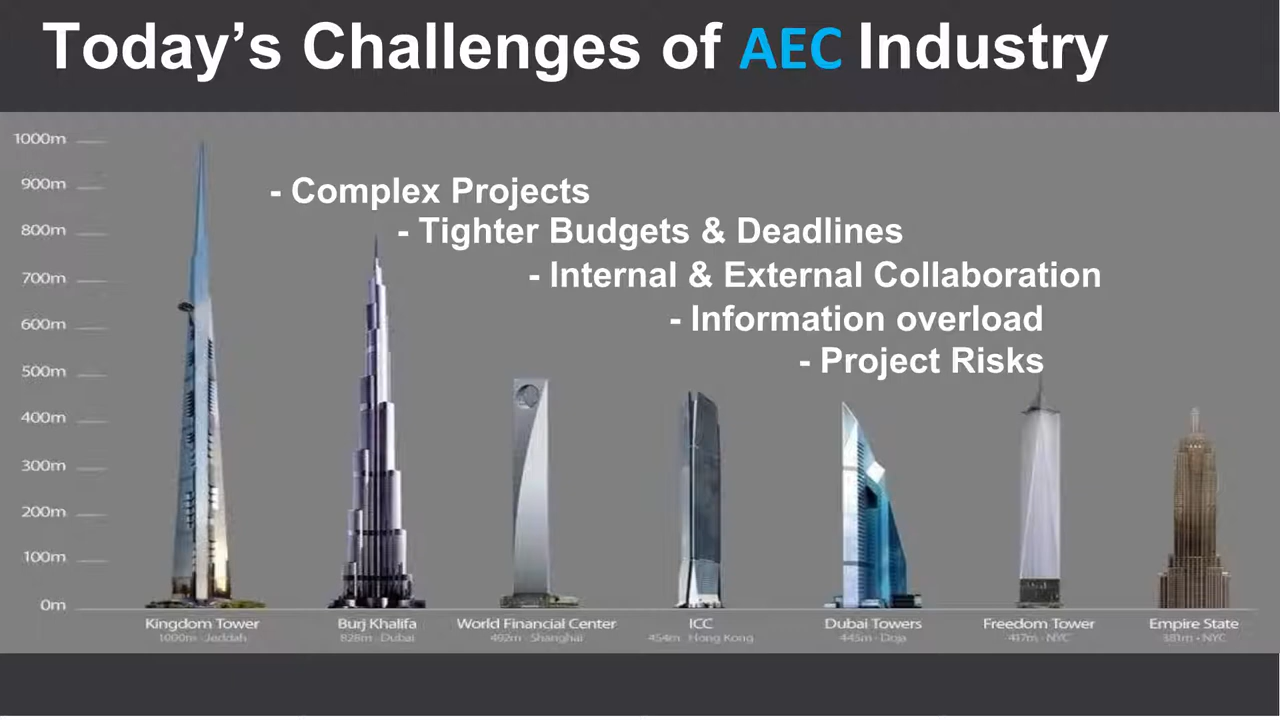 Today's Challenges of AEC Industry
1000m
900m
800m
700m
600m
500m
400m
300m
200m
100m
0m
- Complex Projects
- Tighter Budgets & Deadlines
- Internal & External Collaboration
- Information overload
- Project Risks
Kingdom Tower
1000m - Jeddah
Burj Khalifa
828m - Dubai
World Financial Center
492m - Shanghai
ICC
454m - Hong Kong
Dubai Towers
445m - Doja
Freedom Tower
417m - NYC
Empire State
381m - NYC